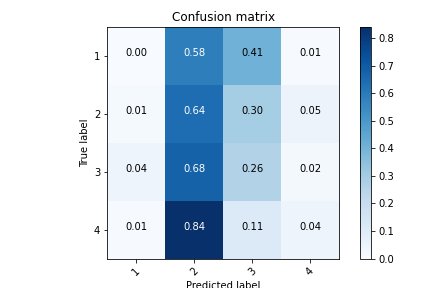 Confusion matrix
True label
1 0.00 0.58 0.41 0.01
2 0.01 0.64 0.30 0.05
3 0.04 0.68 0.26 0.02
4 0.01 0.84 0.11 0.04
1 2 3 4
Predicted label
0.8
0.7
0.6
0.5
0.4
0.3
0.2
0.1
0.0